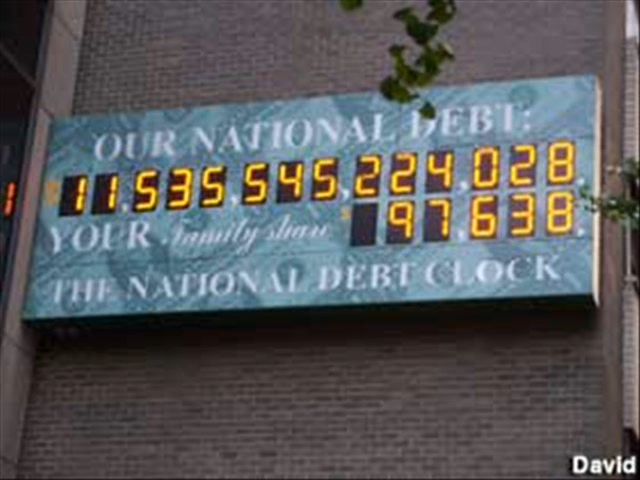 OUR NATIONAL DEBT:
$11,535,545,224,028.
YOUR Family share $97,638.
THE NATIONAL DEBT CLOCK
David